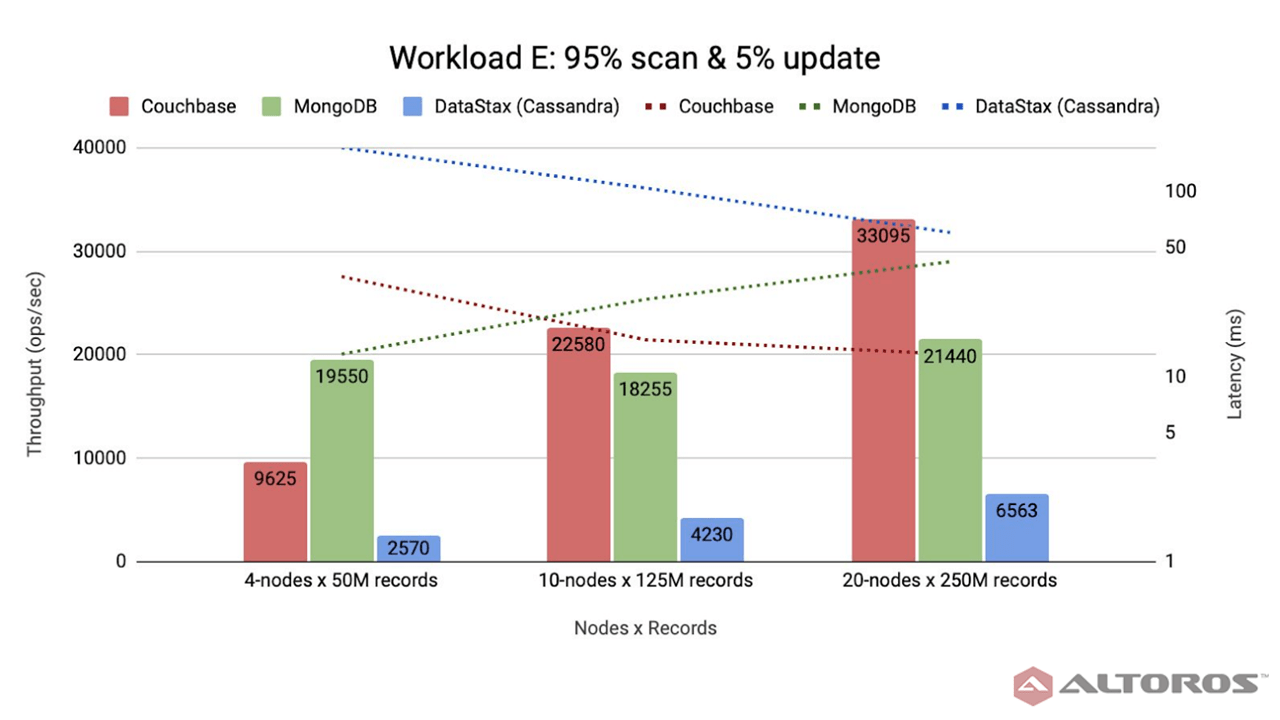 Workload E: 95% scan & 5% update
Couchbase MongoDB DataStax (Cassandra) Couchbase MongoDB DataStax (Cassandra)
Throughput (ops/sec)
40000
30000
20000
10000
0
9625
19550
2570
22580
18255
4230
33095
21440
6563
100
50
10
5
1
Latency (ms)
4-nodes x 50M records 10-nodes x 125M records 20-nodes x 250M records
Nodes x Records
ALTOROS™